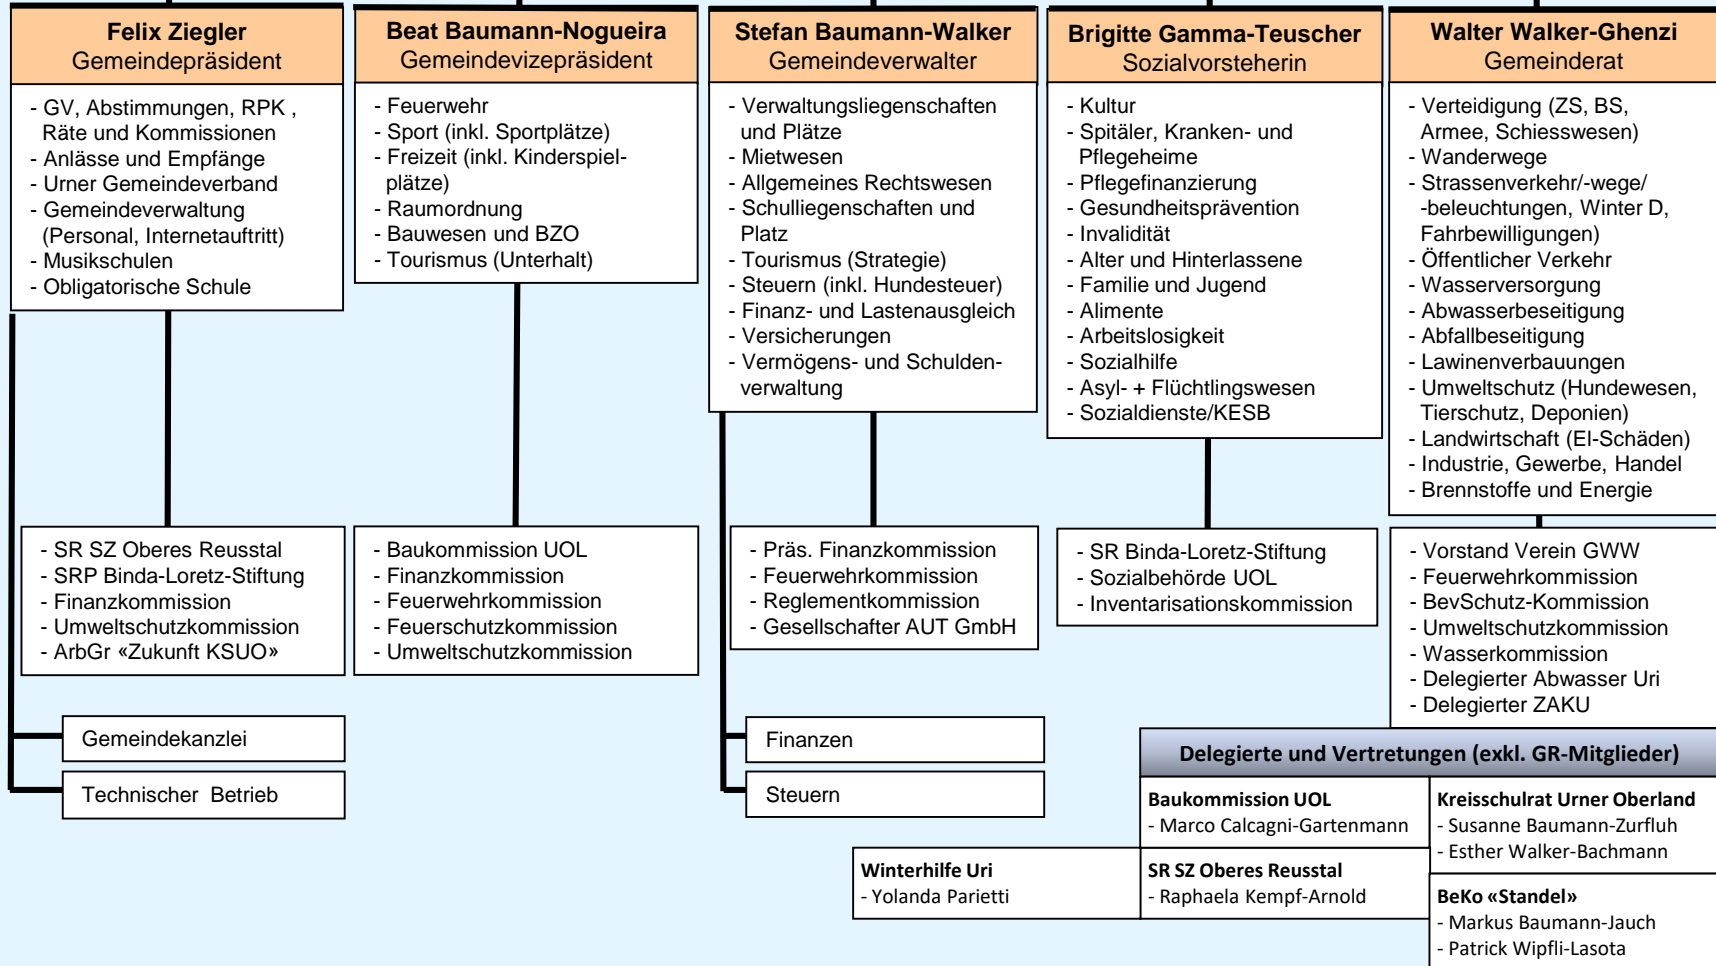 Felix Ziegler
Gemeindepräsident
- GV, Abstimmungen, RPK ,
Räte und Kommissionen
- Anlässe und Empfänge
- Urner Gemeindeverband
- Gemeindeverwaltung
(Personal, Internetauftritt)
- Musikschulen
- Obligatorische Schule
- SR SZ Oberes Reusstal
- SRP Binda-Loretz-Stiftung
- Finanzkommission
- Umweltschutzkommission
- ArbGr «Zukunft KSUO»
Gemeindekanzlei
Technischer Betrieb
Beat Baumann-Nogueira
Gemeindevizepräsident
- Feuerwehr
- Sport (inkl. Sportplätze)
- Freizeit (inkl. Kinderspiel-
plätze)
- Raumordnung
- Bauwesen und BZO
- Tourismus (Unterhalt)
- Baukommission UOL
- Finanzkommission
- Feuerwehrkommission
- Feuerschutzkommission
- Umweltschutzkommission
Stefan Baumann-Walker
Gemeindeverwalter
- Verwaltungsliegenschaften
und Plätze
- Mietwesen
- Allgemeines Rechtswesen
- Schulliegenschaften und
Platz
- Tourismus (Strategie)
- Steuern (inkl. Hundesteuer)
- Finanz- und Lastenausgleich
- Versicherungen
- Vermögens- und Schulden-
verwaltung
- Präs. Finanzkommission
- Feuerwehrkommission
- Reglementkommission
- Gesellschafter AUT GmbH
Finanzen
Steuern
Brigitte Gamma-Teuscher
Sozialvorsteherin
- Kultur
- Spitäler, Kranken- und
Pflegeheime
- Pflegefinanzierung
- Gesundheitsprävention
- Invalidität
- Alter und Hinterlassene
- Familie und Jugend
- Alimente
- Arbeitslosigkeit
- Sozialhilfe
- Asyl- + Flüchtlingswesen
- Sozialdienste/KESB
- SR Binda-Loretz-Stiftung
- Sozialbehörde UOL
- Inventarisationskommission
Walter Walker-Ghenzi
Gemeinderat
- Verteidigung (ZS, BS,
Armee, Schiesswesen)
- Wanderwege
- Strassenverkehr/-wege/
-beleuchtungen, Winter D,
Fahrbewilligungen)
- Öffentlicher Verkehr
- Wasserversorgung
- Abwasserbeseitigung
- Abfallbeseitigung
- Lawinenverbauungen
- Umweltschutz (Hundewesen,
Tierschutz, Deponien)
- Landwirtschaft (El-Schäden)
- Industrie, Gewerbe, Handel
- Brennstoffe und Energie
- Vorstand Verein GWW
- Feuerwehrkommission
- BevSchutz-Kommission
- Umweltschutzkommission
- Wasserkommission
- Delegierter Abwasser Uri
- Delegierter ZAKU
Delegierte und Vertretungen (exkl. GR-Mitglieder)
Baukommission UOL
- Marco Calcagni-Gartenmann
Kreisschulrat Urner Oberland
- Susanne Baumann-Zurfluh
- Esther Walker-Bachmann
Winterhilfe Uri
- Yolanda Parietti
SR SZ Oberes Reusstal
- Raphaela Kempf-Arnold
BeKo «Standel»
- Markus Baumann-Jauch
- Patrick Wipfli-Lasota